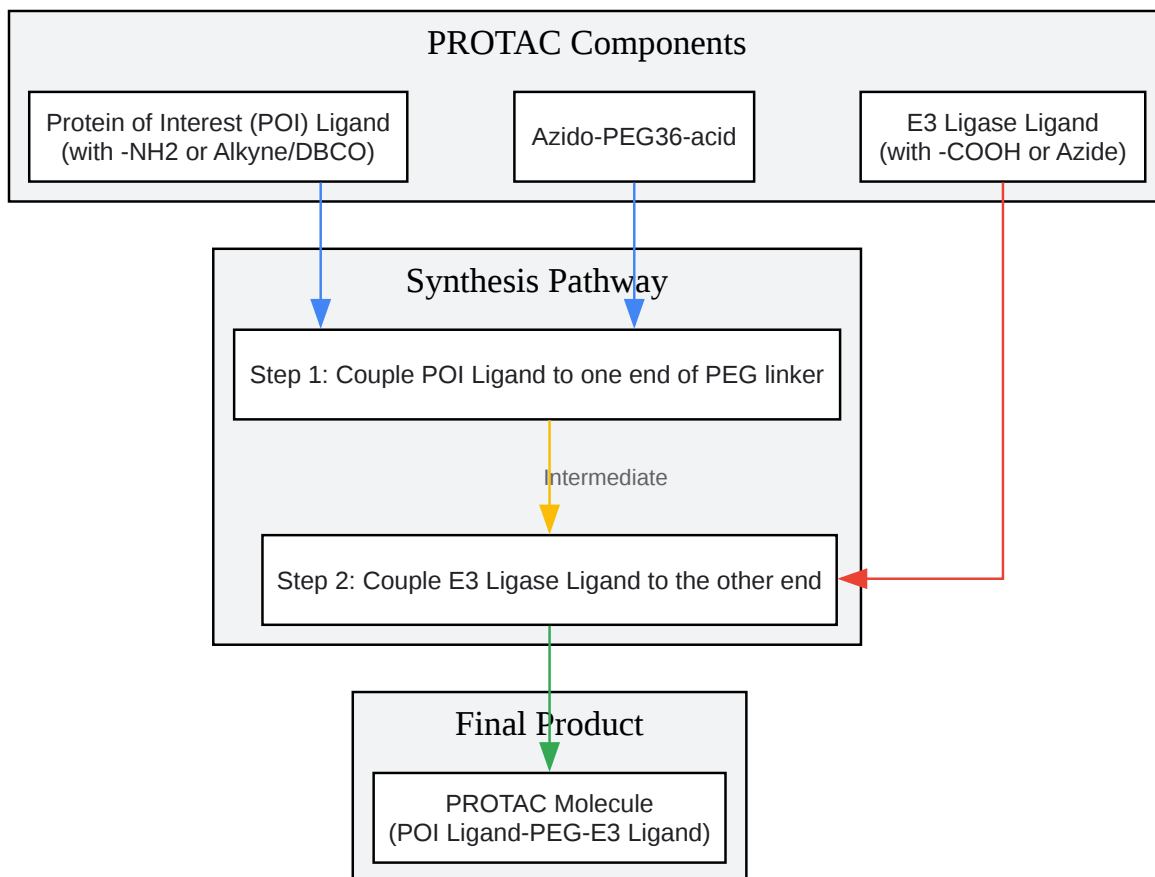 PROTAC Components
Protein of Interest (POI) Ligand
(with -NH2 or Alkyne/DBCO)
Azido-PEG36-acid
E3 Ligase Ligand
(with -COOH or Azide)
Synthesis Pathway
Step 1: Couple POI Ligand to one end of PEG linker
Intermediate
Step 2: Couple E3 Ligase Ligand to the other end
Final Product
PROTAC Molecule
(POI Ligand-PEG-E3 Ligand)